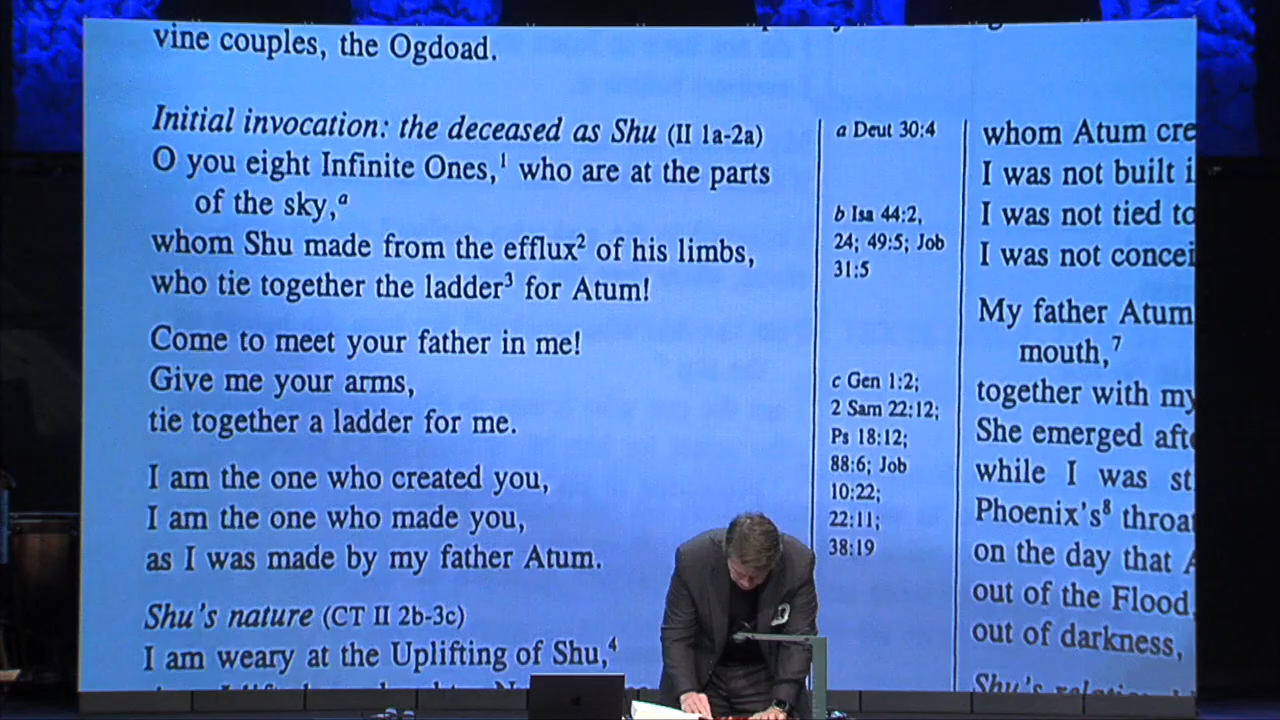 vine couples, the Ogdoad.
Initial invocation: the deceased as Shu (II 1a-2a)
O you eight Infinite Ones,¹ who are at the parts
of the sky,ᵃ
whom Shu made from the efflux² of his limbs,
who tie together the ladder³ for Atum!
Come to meet your father in me!
Give me your arms,
tie together a ladder for me.
I am the one who created you,
I am the one who made you,
as I was made by my father Atum.
Shu's nature (CT II 2b-3c)
I am weary at the Uplifting of Shu,⁴
a Deut 30:4
b Isa 44:2,
24; 49:5; Job
31:5
c Gen 1:2;
2 Sam 22:12;
Ps 18:12;
88:6; Job
10:22;
22:11;
38:19
whom Atum cre
I was not built i
I was not tied to
I was not concei
My father Atum
mouth,⁷
together with my
She emerged afte
while I was st
Phoenix's⁸ throa
on the day that A
out of the Flood,
out of darkness,
Shu's